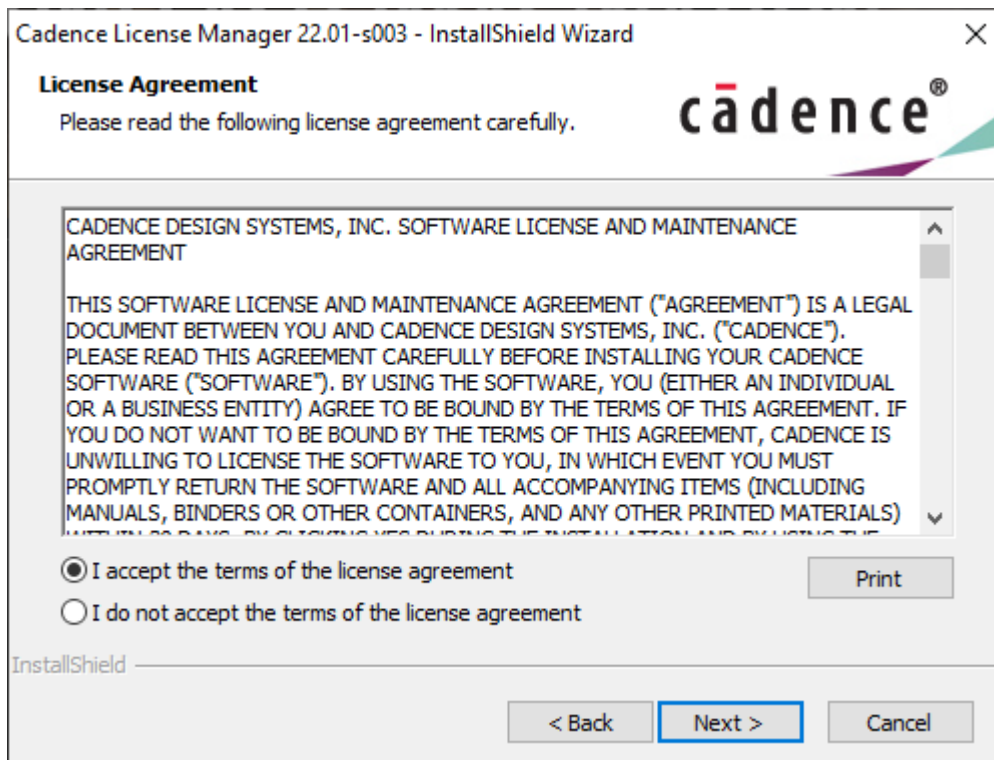 Cadence License Manager 22.01-s003 - InstallShield Wizard
License Agreement
Please read the following license agreement carefully.
cādence®
CADENCE DESIGN SYSTEMS, INC. SOFTWARE LICENSE AND MAINTENANCE
AGREEMENT
THIS SOFTWARE LICENSE AND MAINTENANCE AGREEMENT ("AGREEMENT") IS A LEGAL
DOCUMENT BETWEEN YOU AND CADENCE DESIGN SYSTEMS, INC. ("CADENCE").
PLEASE READ THIS AGREEMENT CAREFULLY BEFORE INSTALLING YOUR CADENCE
SOFTWARE ("SOFTWARE"). BY USING THE SOFTWARE, YOU (EITHER AN INDIVIDUAL
OR A BUSINESS ENTITY) AGREE TO BE BOUND BY THE TERMS OF THIS AGREEMENT. IF
YOU DO NOT WANT TO BE BOUND BY THE TERMS OF THIS AGREEMENT, CADENCE IS
UNWILLING TO LICENSE THE SOFTWARE TO YOU, IN WHICH EVENT YOU MUST
PROMPTLY RETURN THE SOFTWARE AND ALL ACCOMPANYING ITEMS (INCLUDING
MANUALS, BINDERS OR OTHER CONTAINERS, AND ANY OTHER PRINTED MATERIALS)
I accept the terms of the license agreement
Print
I do not accept the terms of the license agreement
InstallShield
< Back
Next >
Cancel